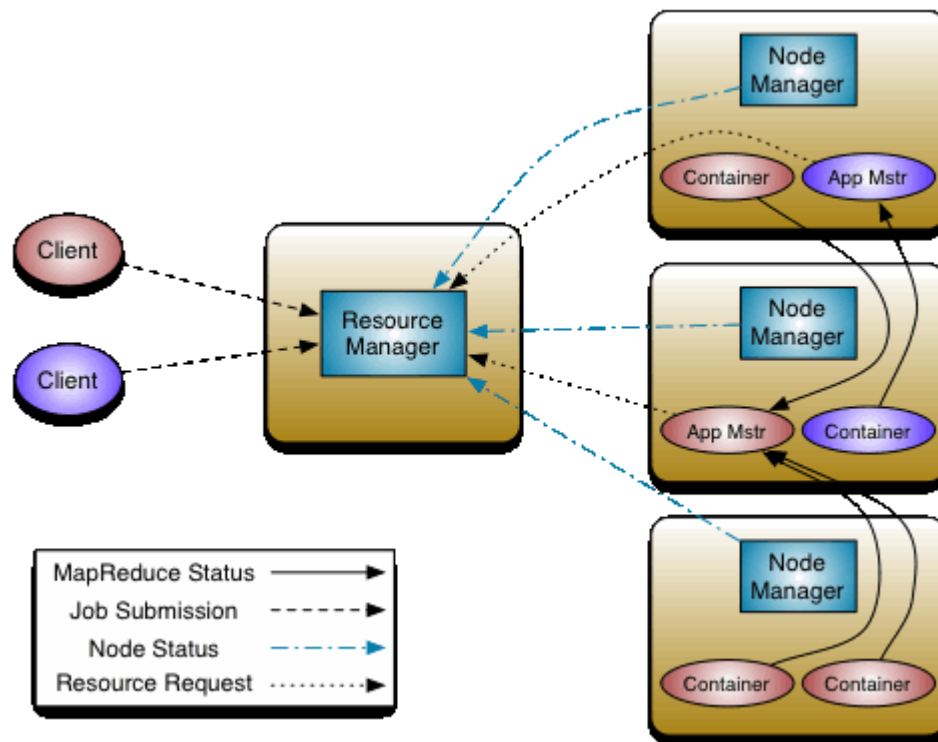 Node
Manager
Container
App Mstr
Client
Client
Resource
Manager
Node
Manager
App Mstr
Container
Node
Manager
Container
Container
MapReduce Status
Job Submission
Node Status
Resource Request